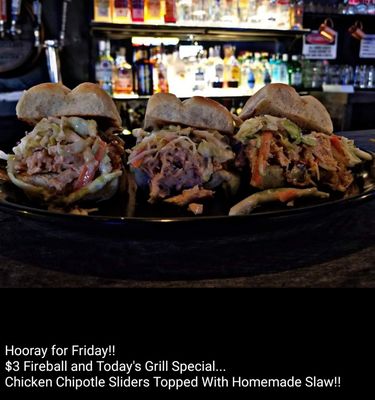 Hooray for Friday!!
$3 Fireball and Today's Grill Special...
Chicken Chipotle Sliders Topped With Homemade Slaw!!